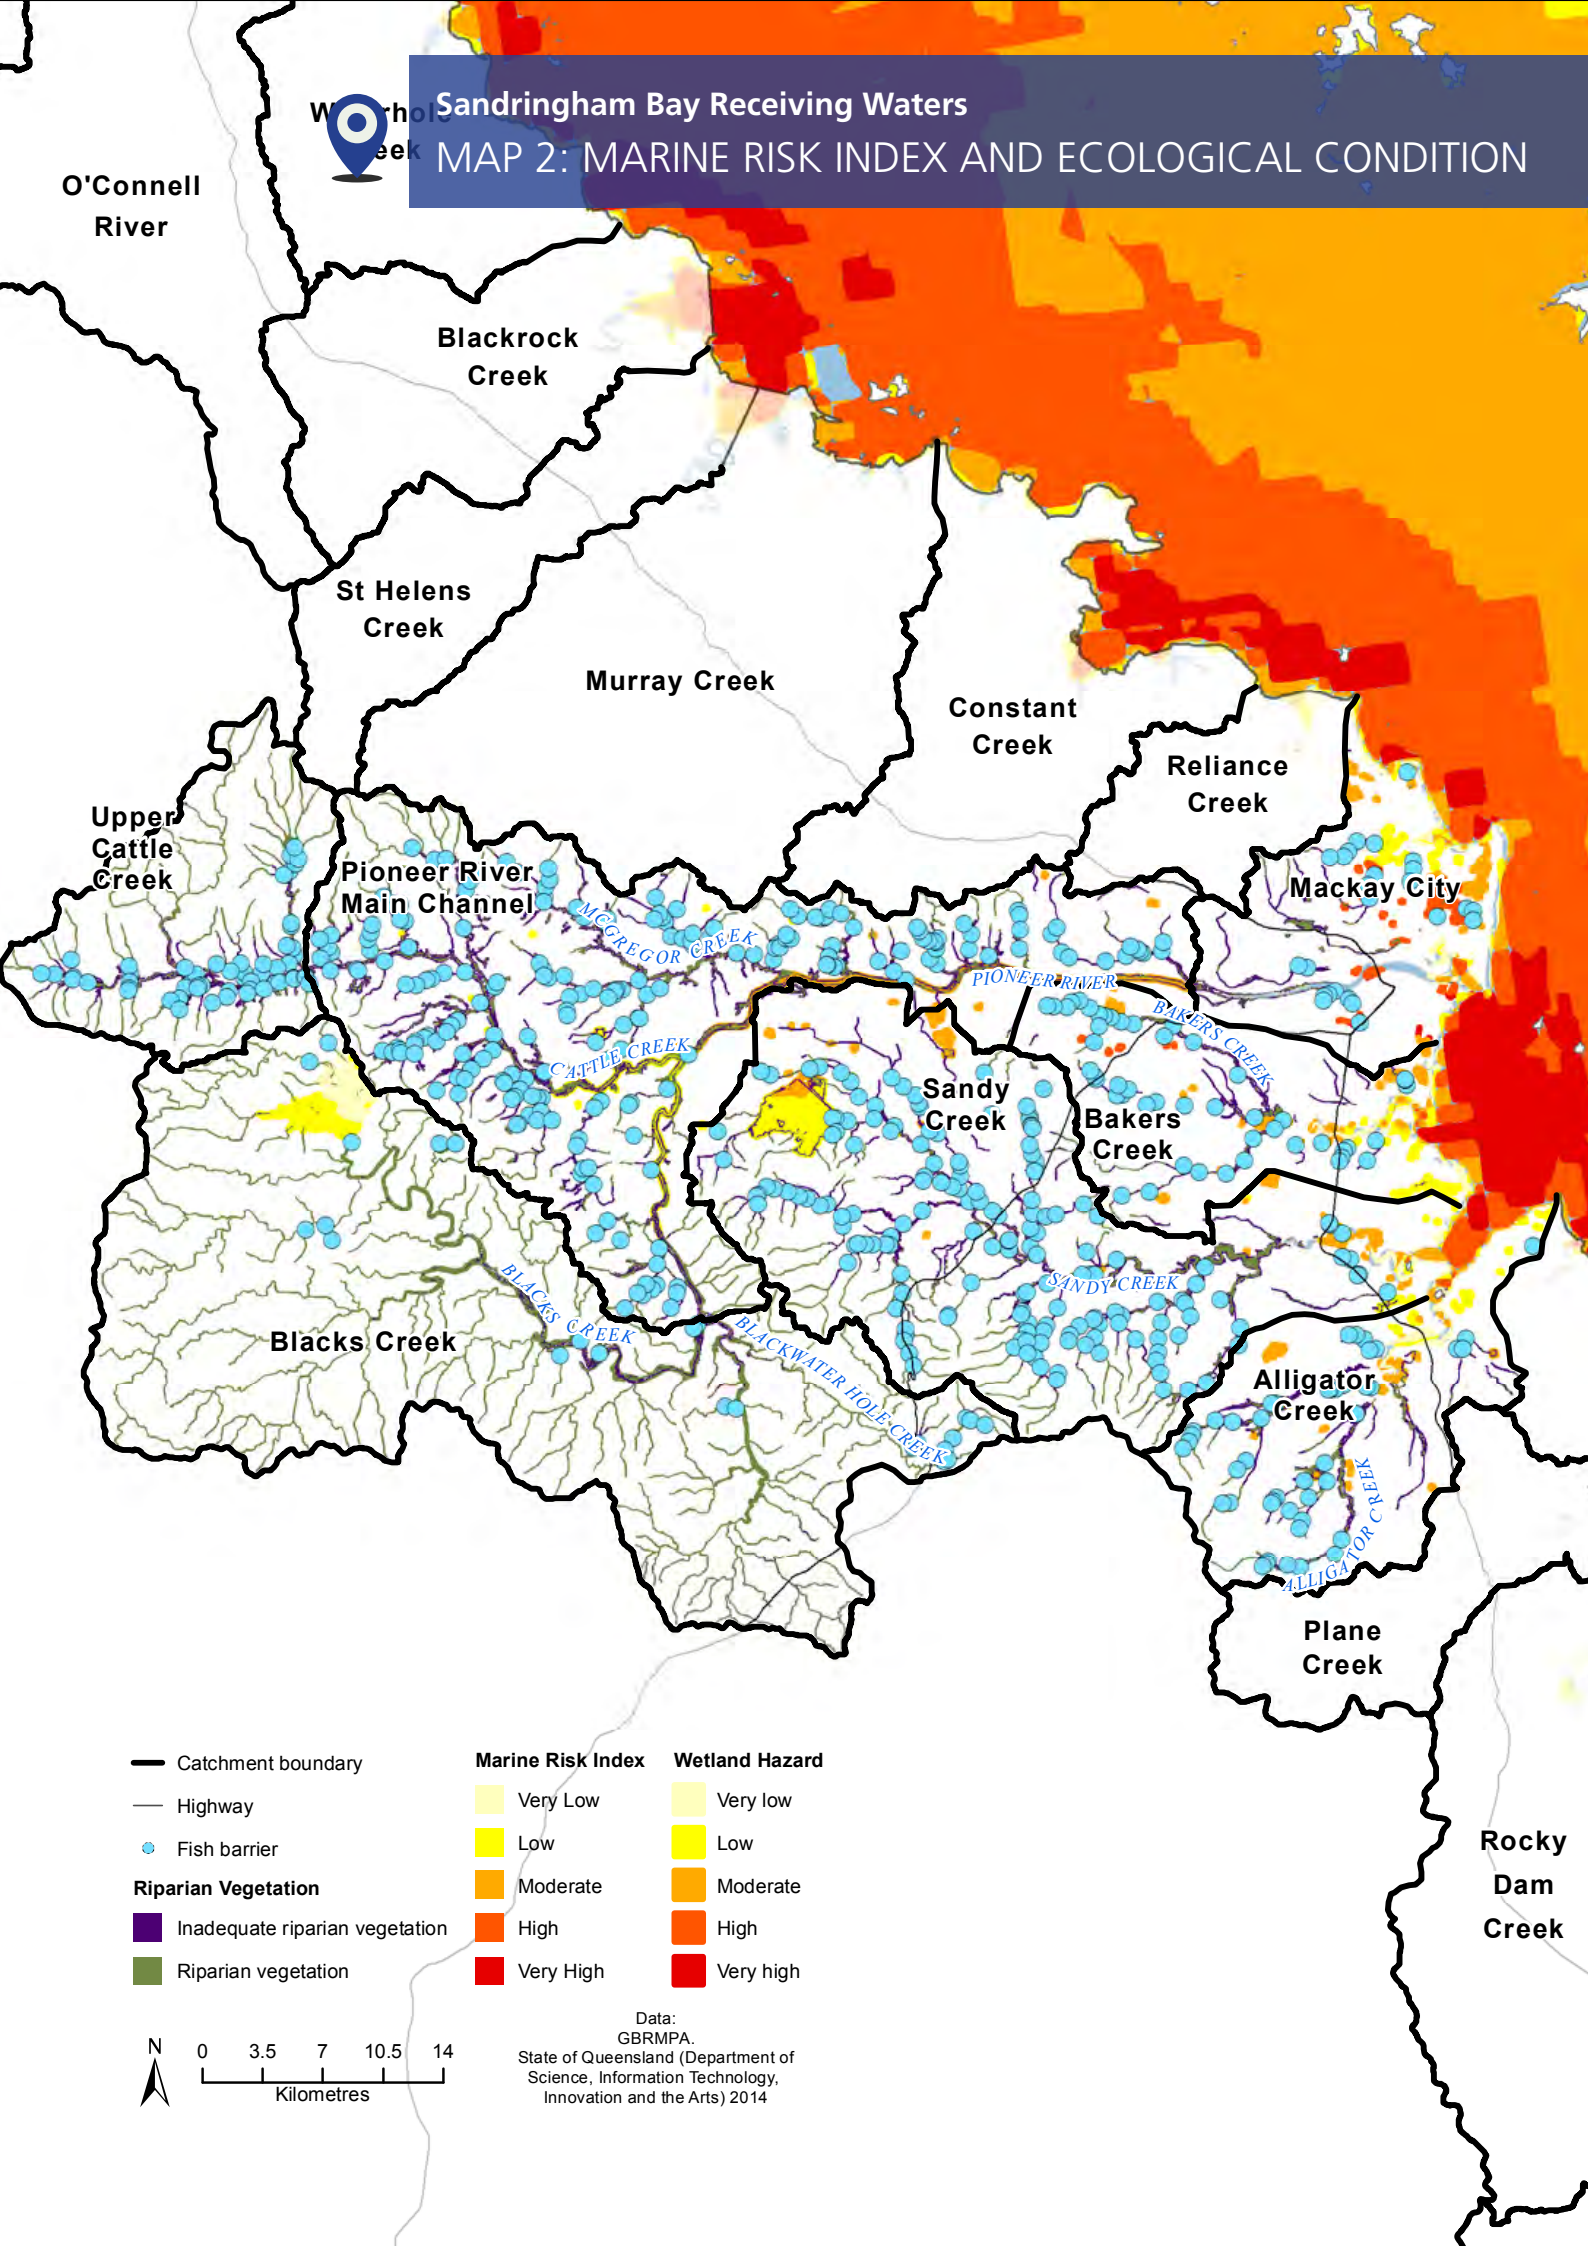 Sandringham Bay Receiving Waters
MAP 2: MARINE RISK INDEX AND ECOLOGICAL CONDITION
O'Connell
River
Blackrock
Creek
St Helens
Creek
Murray Creek
Constant
Creek
Reliance
Creek
Upper
Cattle
Creek
Pioneer River
Main Channel
Mackay City
MCGREGOR CREEK
PIONEER RIVER
BAKERS CREEK
CATTLE CREEK
Sandy
Creek
Bakers
Creek
BLACKS CREEK
SANDY CREEK
Blacks Creek
BLACKWATER HOLE CREEK
Alligator
Creek
ALLIGATOR CREEK
Plane
Creek
Rocky
Dam
Creek
Catchment boundary
Highway
Fish barrier
Riparian Vegetation
Inadequate riparian vegetation
Riparian vegetation
Marine Risk Index
Very Low
Low
Moderate
High
Very High
Wetland Hazard
Very low
Low
Moderate
High
Very high
N
0 3.5 7 10.5 14
Kilometres
Data:
GBRMPA.
State of Queensland (Department of
Science, Information Technology,
Innovation and the Arts) 2014